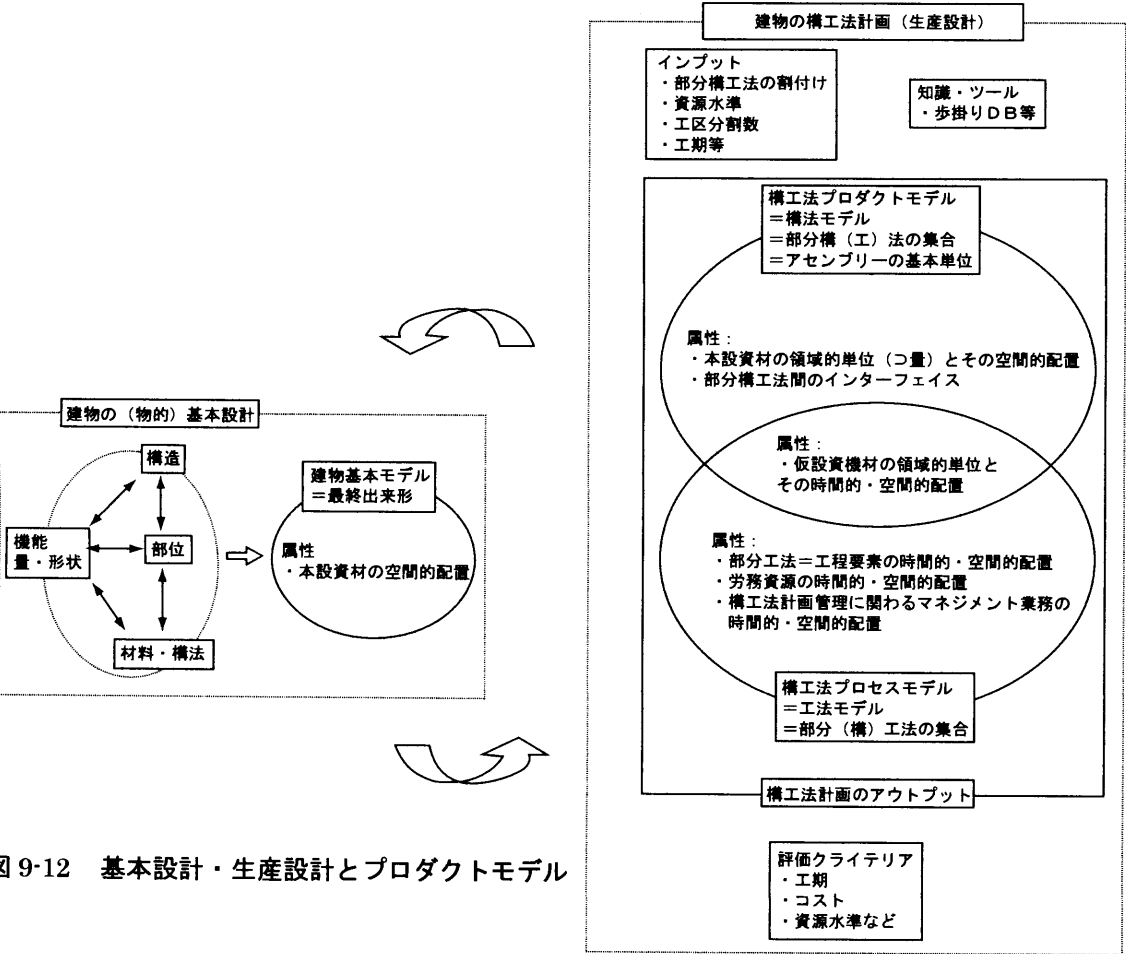 建物の構工法計画（生産設計）
インプット
・部分構工法の割付け
・資源水準
・工区分割数
・工期等
知識・ツール
・歩掛りＤＢ等
構工法プロダクトモデル
＝構法モデル
＝部分構（工）法の集合
＝アセンブリーの基本単位
属性：
・本設資材の領域的単位（⊃量）とその空間的配置
・部分構工法間のインターフェイス
属性：
・仮設資機材の領域的単位と
その時間的・空間的配置
属性：
・部分工法＝工程要素の時間的・空間的配置
・労務資源の時間的・空間的配置
・構工法計画管理に関わるマネジメント業務の
時間的・空間的配置
構工法プロセスモデル
＝工法モデル
＝部分（構）工法の集合
構工法計画のアウトプット
評価クライテリア
・工期
・コスト
・資源水準など
建物の（物的）基本設計
構造
機能
量・形状
部位
材料・構法
建物基本モデル
＝最終出来形
属性
・本設資材の空間的配置
図 9-12　基本設計・生産設計とプロダクトモデル